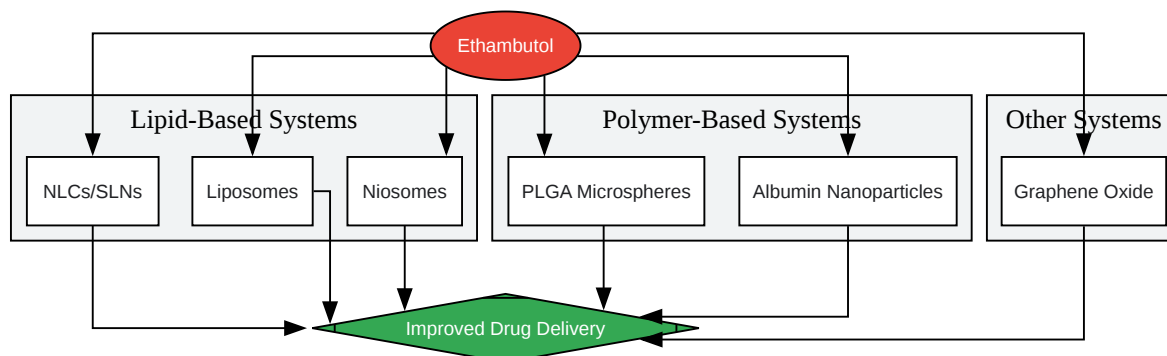 Ethambutol
Lipid-Based Systems
Polymer-Based Systems
Other Systems
NLCs/SLNs
Liposomes
Niosomes
PLGA Microspheres
Albumin Nanoparticles
Graphene Oxide
Improved Drug Delivery